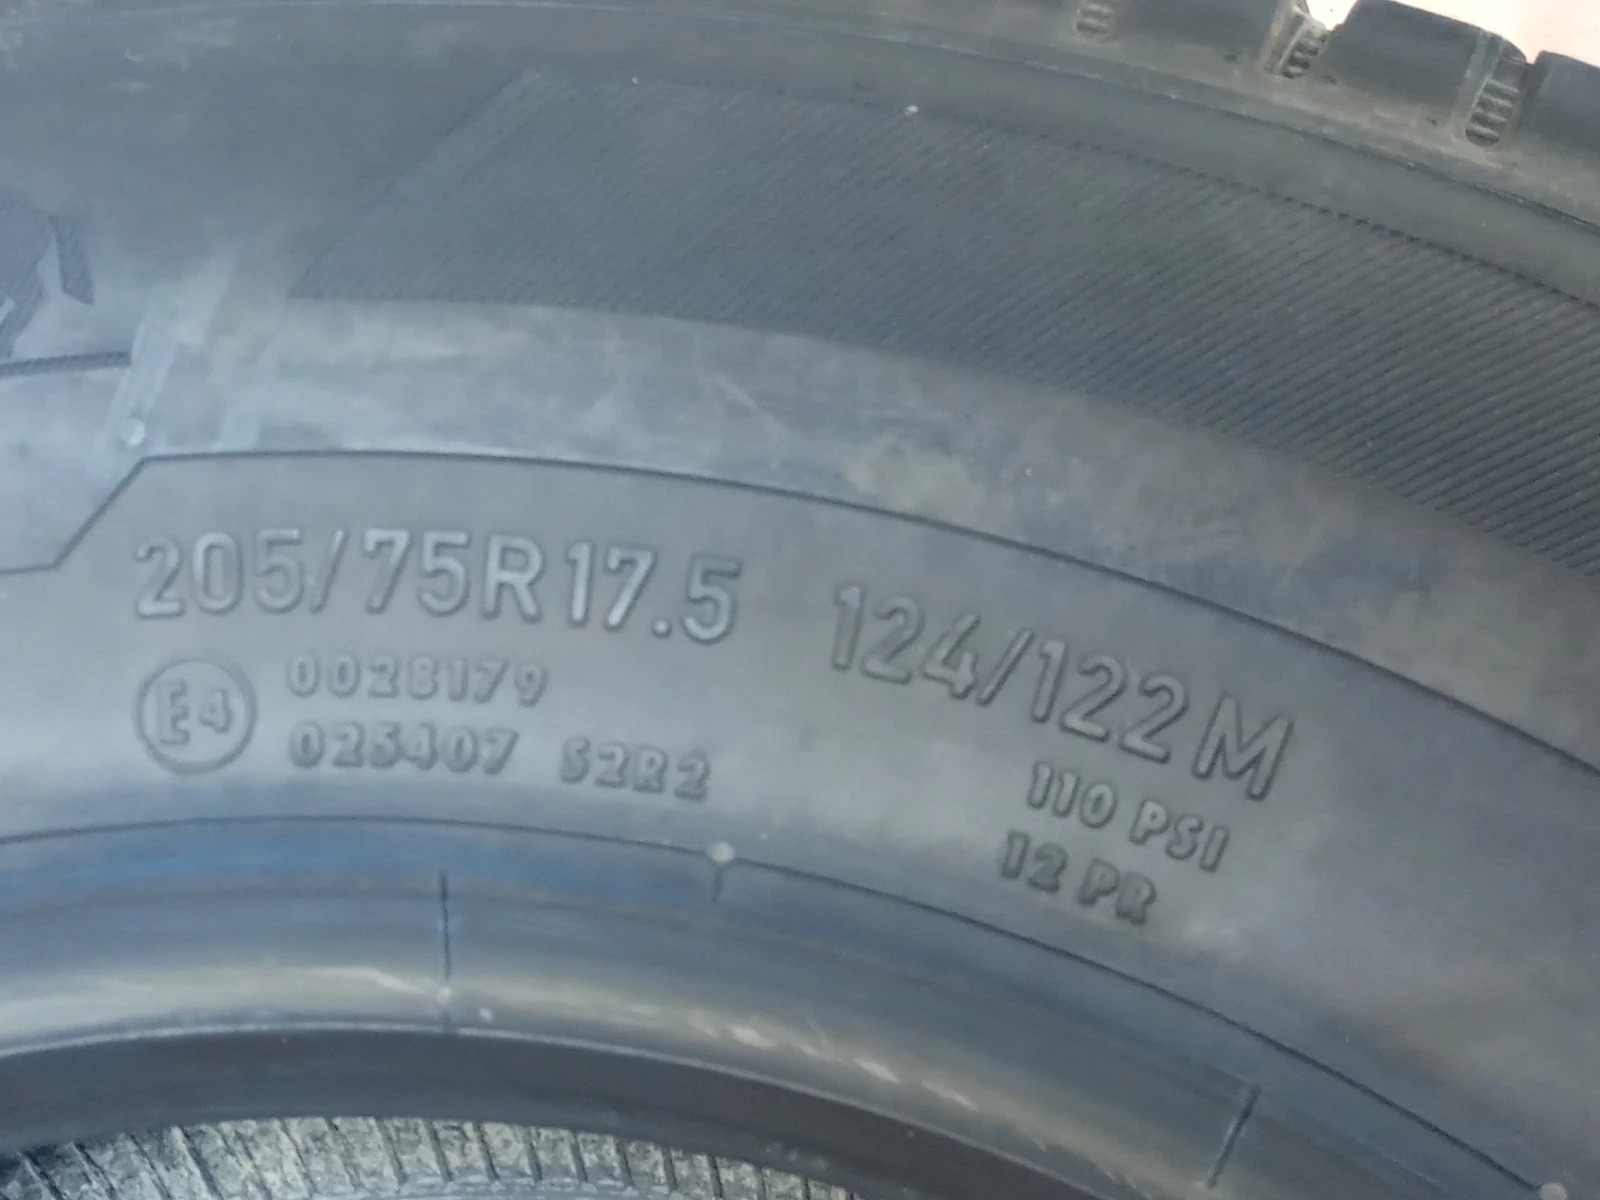 205/75R17.5 124/122M
E4 0028179
025407 S2R2
110 PSI
12 PR